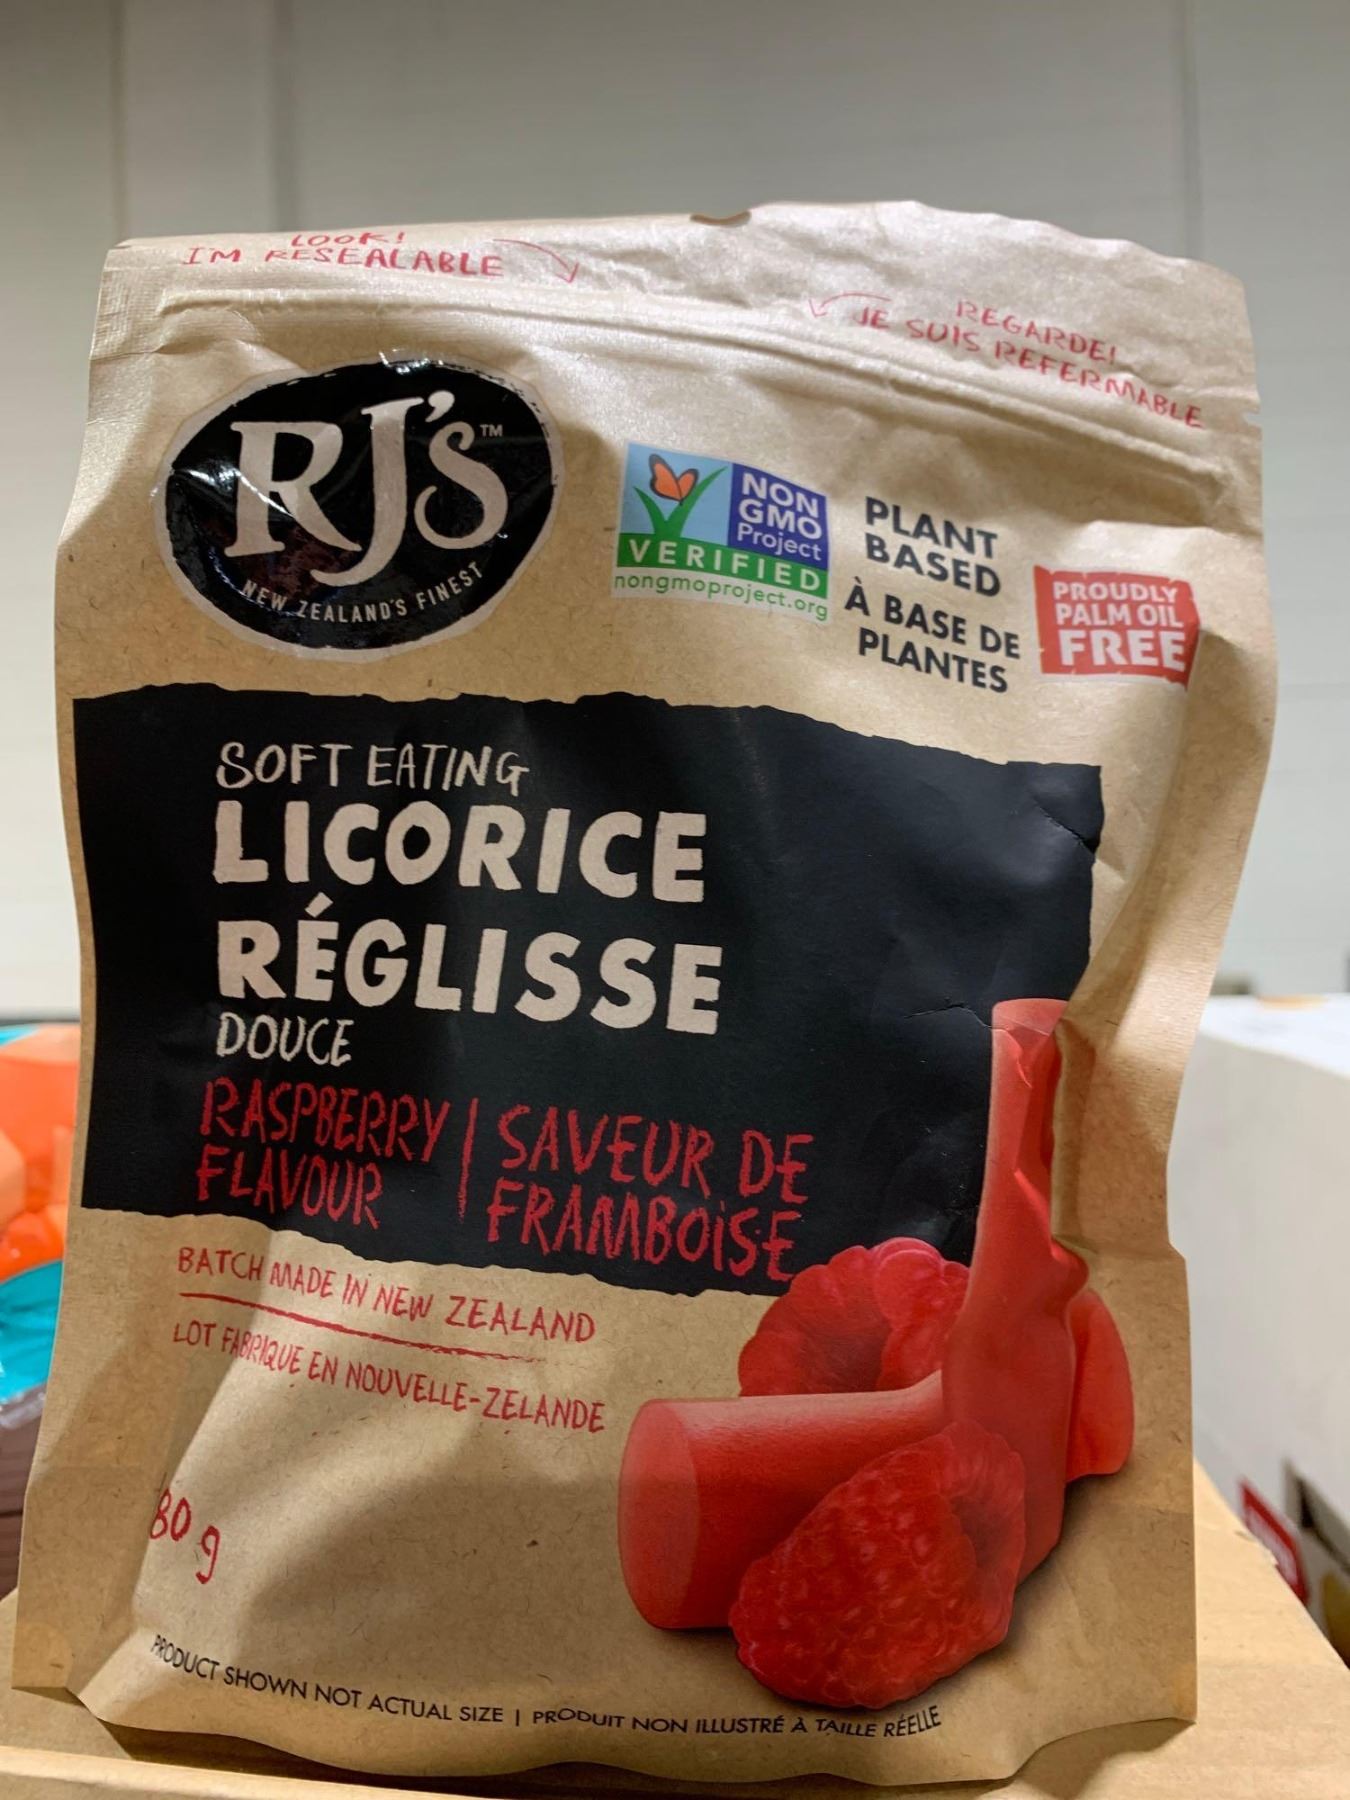 LOOK!
I'M RESEALABLE
REGARDE!
JE SUIS REFERMABLE
RJ'S™
NEW ZEALAND'S FINEST
NON
GMO
Project
VERIFIED
nongmoproject.org
PLANT
BASED
À BASE DE
PLANTES
PROUDLY
PALM OIL
FREE
SOFT EATING
LICORICE
RÉGLISSE
DOUCE
RASPBERRY
FLAVOUR
SAVEUR DE
FRAMBOISE
BATCH MADE IN NEW ZEALAND
LOT FABRIQUE EN NOUVELLE-ZELANDE
80 g
PRODUCT SHOWN NOT ACTUAL SIZE | PRODUIT NON ILLUSTRÉ À TAILLE RÉELLE